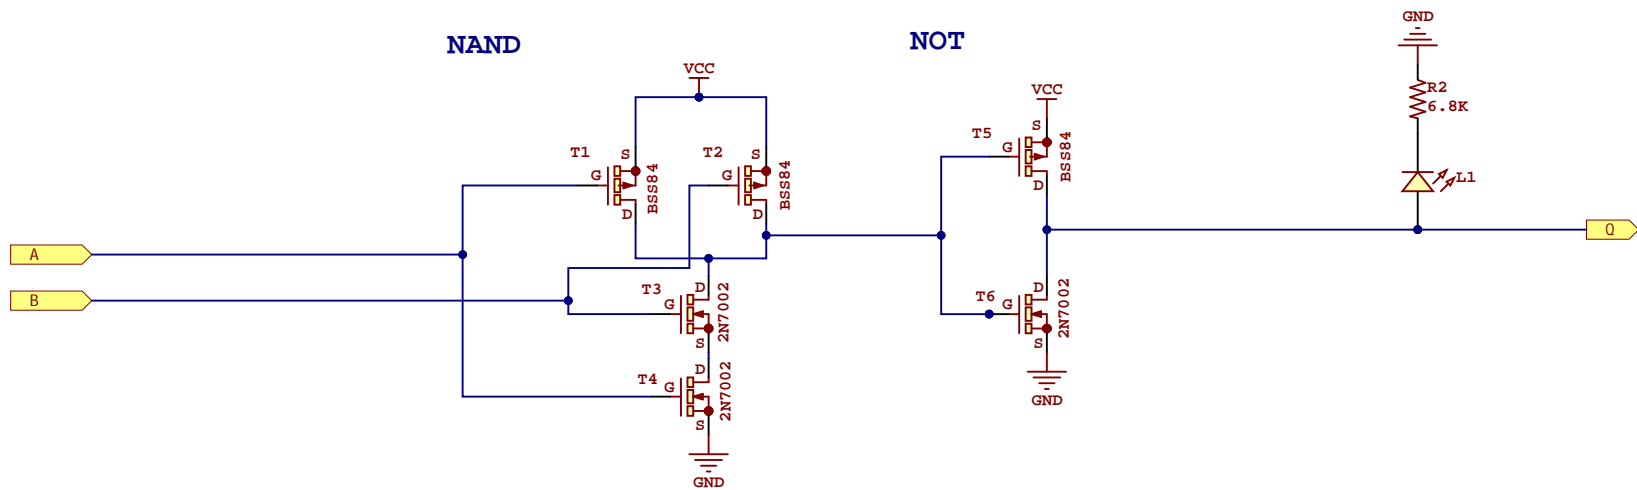 NAND
NOT
GND
VCC
R2
6.8K
VCC
S
T5
G
BSS84
D
T1
S
G
BSS84
D
T2
S
G
BSS84
D
L1
A
B
Q
T3
D
G
2N7002
S
T6
D
G
2N7002
S
GND
T4
D
G
2N7002
S
GND